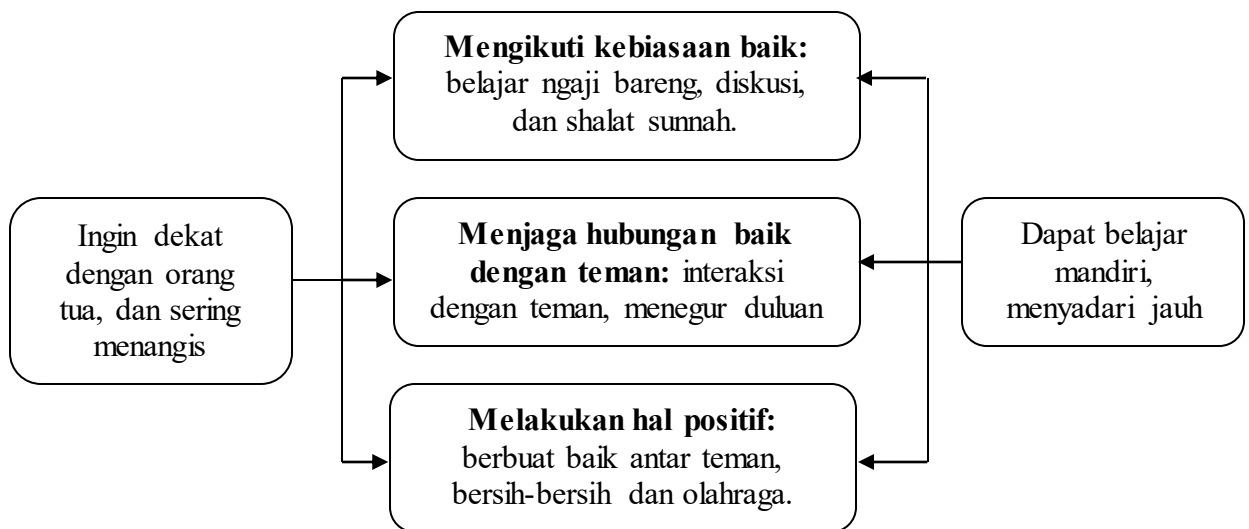 Mengikuti kebiasaan baik:
belajar ngaji bareng, diskusi,
dan shalat sunnah.
Ingin dekat
dengan orang
tua, dan sering
menangis
Menjaga hubungan baik
dengan teman: interaksi
dengan teman, menegur duluan
Dapat belajar
mandiri,
menyadari jauh
Melakukan hal positif:
berbuat baik antar teman,
bersih-bersih dan olahraga.